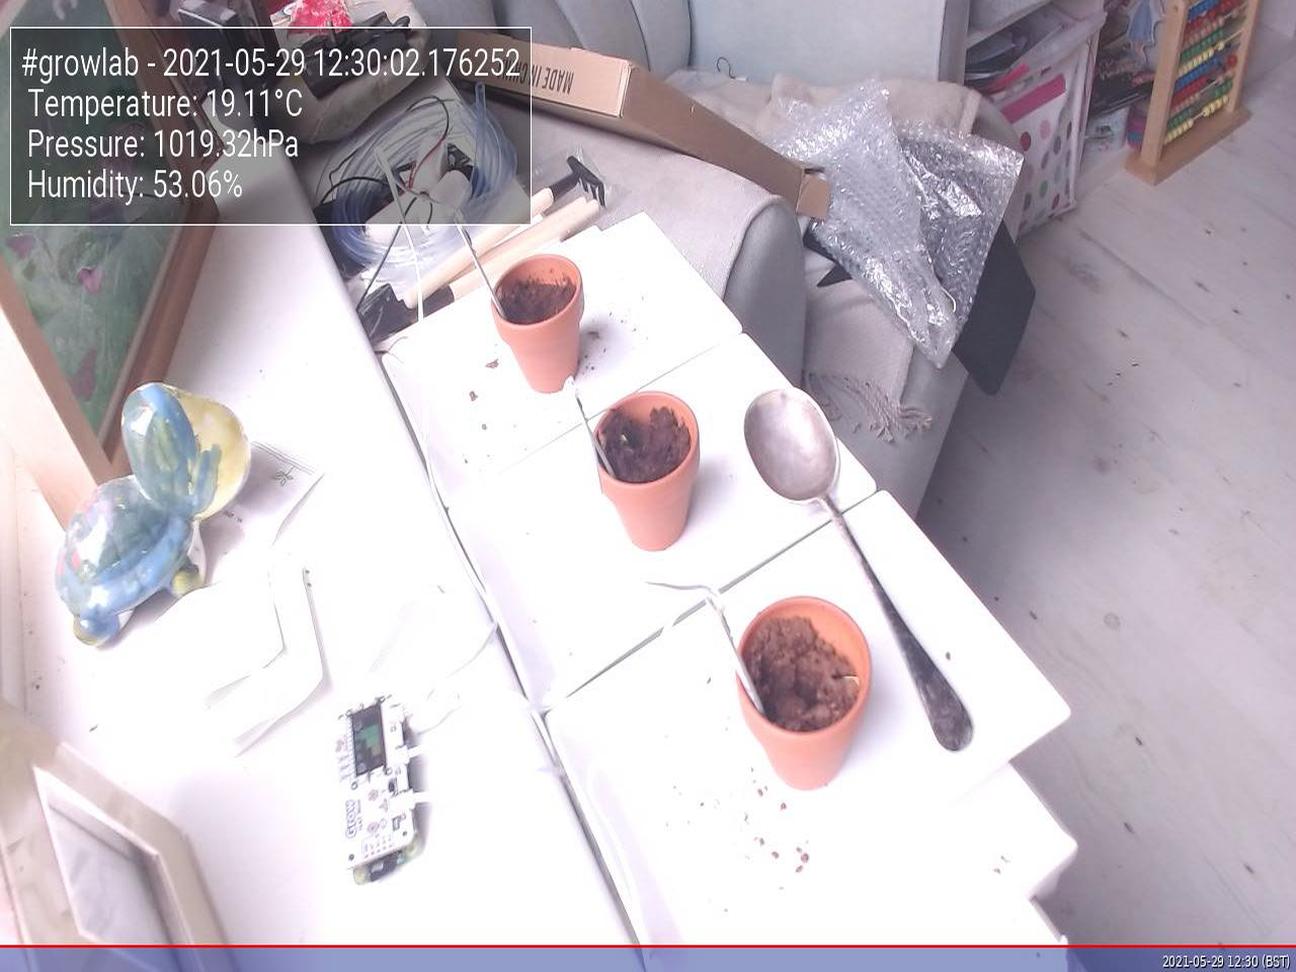 #growlab - 2021-05-29 12:30:02.176252
Temperature: 19.11°C
Pressure: 1019.32hPa
Humidity: 53.06%
MADE IN
Grow
2021-05-29 12:30 (BST)